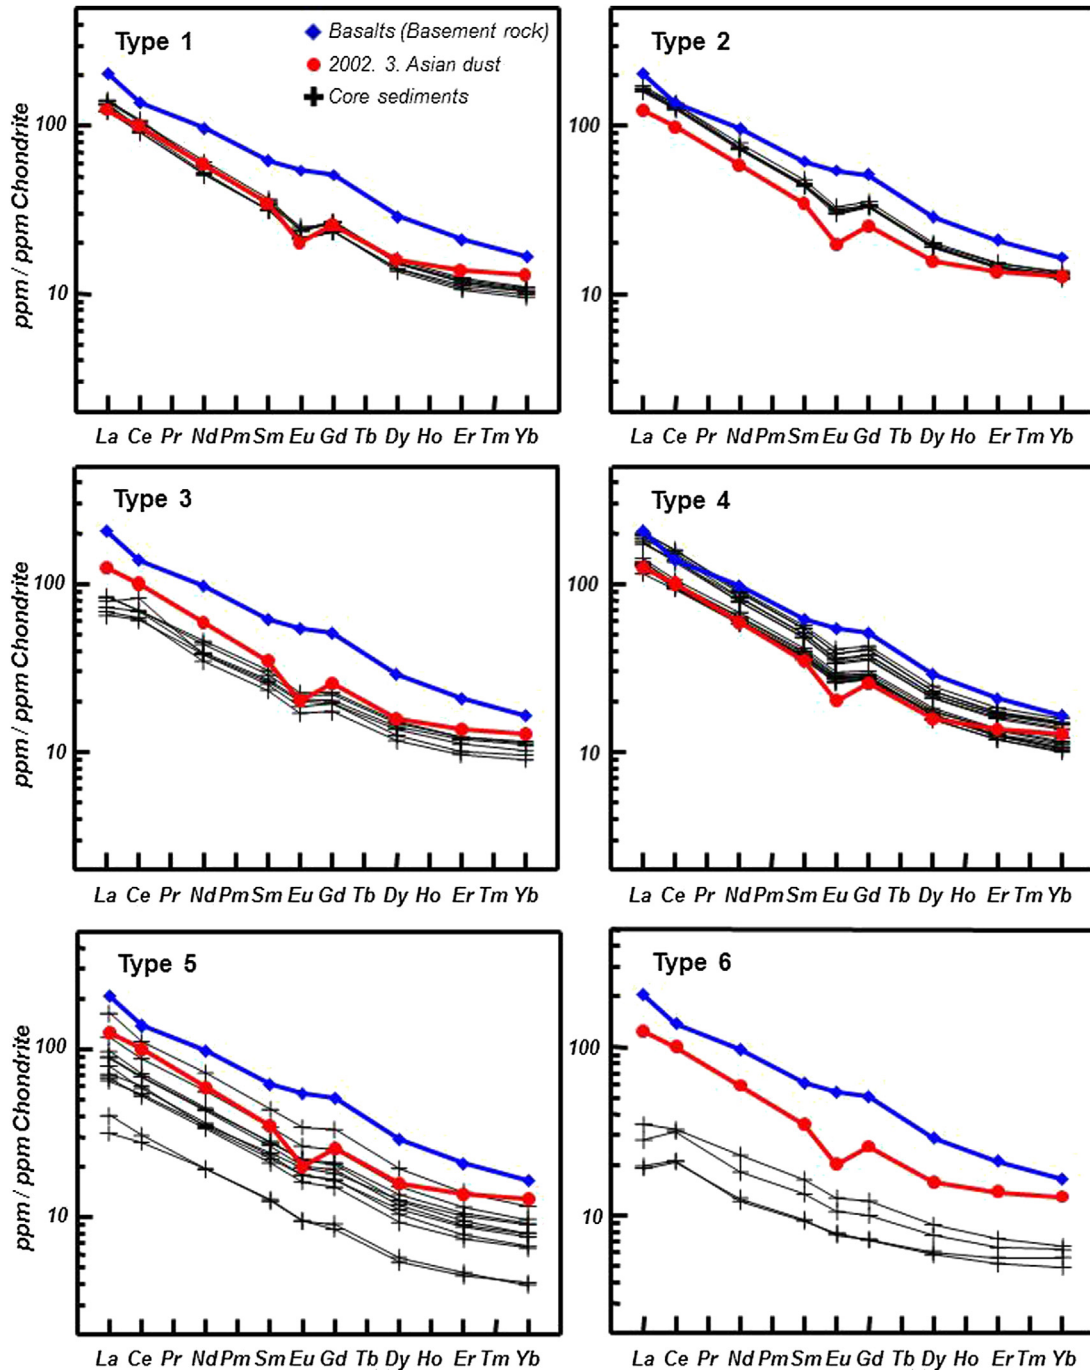 Type 1
Basalts (Basement rock)
2002. 3. Asian dust
Core sediments
100
10
ppm / ppm Chondrite
La Ce Pr Nd Pm Sm Eu Gd Tb Dy Ho Er Tm Yb
Type 2
100
10
La Ce Pr Nd Pm Sm Eu Gd Tb Dy Ho Er Tm Yb
Type 3
100
10
ppm / ppm Chondrite
La Ce Pr Nd Pm Sm Eu Gd Tb Dy Ho Er Tm Yb
Type 4
100
10
La Ce Pr Nd Pm Sm Eu Gd Tb Dy Ho Er Tm Yb
Type 5
100
10
ppm / ppm Chondrite
La Ce Pr Nd Pm Sm Eu Gd Tb Dy Ho Er Tm Yb
Type 6
100
10
La Ce Pr Nd Pm Sm Eu Gd Tb Dy Ho Er Tm Yb